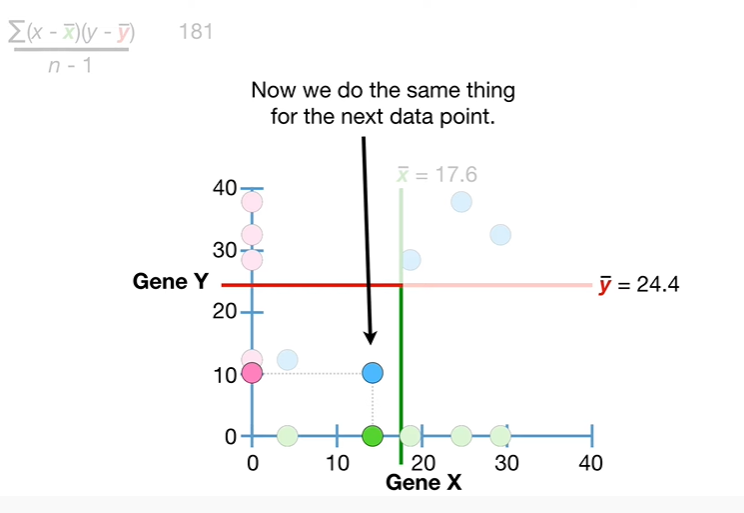 ∑(x - x̅)(y - y̅) 181
n - 1
Now we do the same thing
for the next data point.
x̅ = 17.6
40
30
Gene Y
y̅ = 24.4
20
10
0
0 10 20 30 40
Gene X